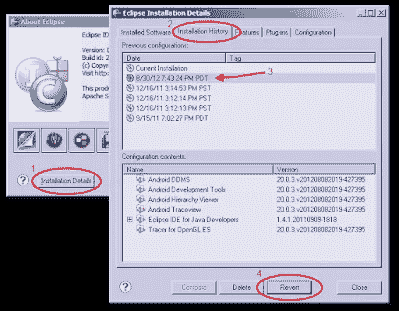 About Eclipse
Eclipse ID
Version:
Build id: 2
(c) Copyr
Visit http:
This produ
Apache S
1
Installation Details
Eclipse Installation Details
2
Installed Software
Installation History
Features
Plugins
Configuration
Previous configurations:
Date Tag
Current Installation
8/30/12 7:43:24 PM PDT
3
12/16/11 3:14:53 PM PST
12/16/11 3:12:14 PM PST
12/16/11 3:12:13 PM PST
9/15/11 7:02:27 PM PDT
Configuration contents:
Name Version
Android DDMS 20.0.3.v201208082019-427395
Android Development Tools 20.0.3.v201208082019-427395
Android Hierarchy Viewer 20.0.3.v201208082019-427395
Android Traceview 20.0.3.v201208082019-427395
Eclipse IDE for Java Developers 1.4.1.20110909-1818
Tracer for OpenGL ES 20.0.3.v201208082019-427395
4
Compare
Delete
Revert
Close